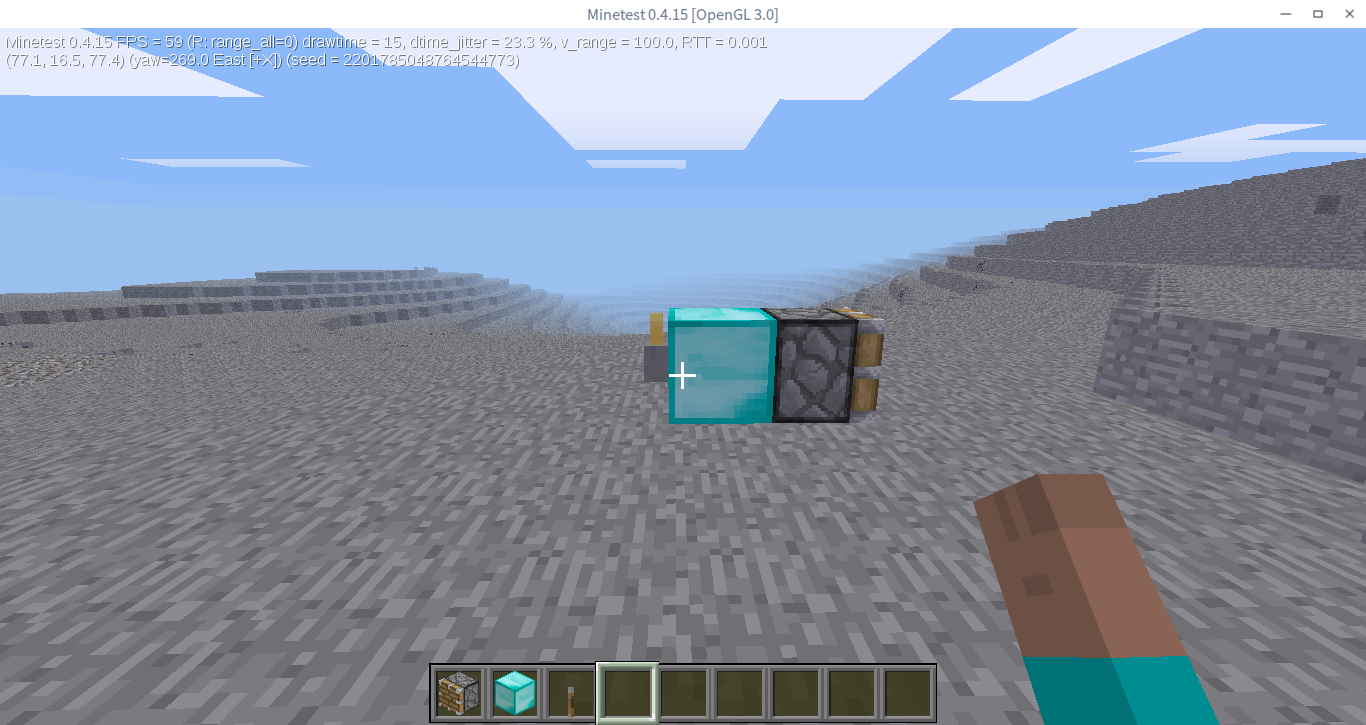 Minetest 0.4.15 [OpenGL 3.0]
Minetest 0.4.15 FPS = 59 (R: range_all=0) drawtime = 15, dtime_jitter = 23.3 %, v_range = 100.0, RTT = 0.001
(77.1, 16.5, 77.4) (yaw=269.0 East [+X]) (seed = 2201785048764544773)